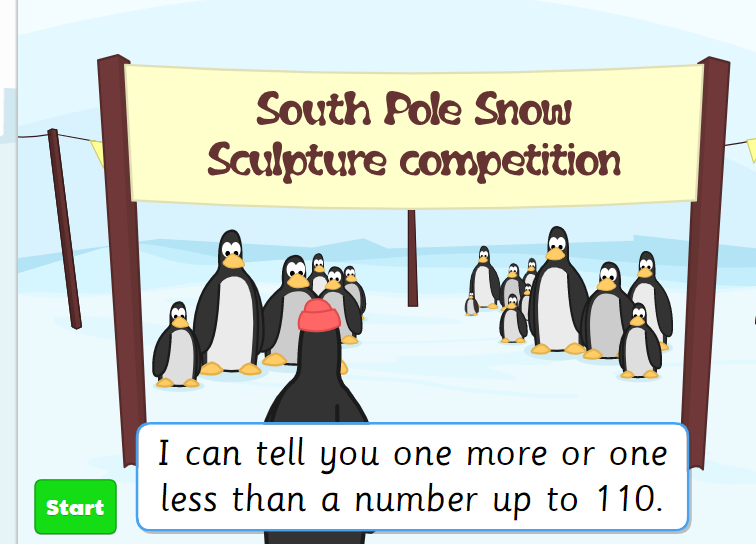 South Pole Snow
Sculpture competition
I can tell you one more or one
less than a number up to 110.
Start